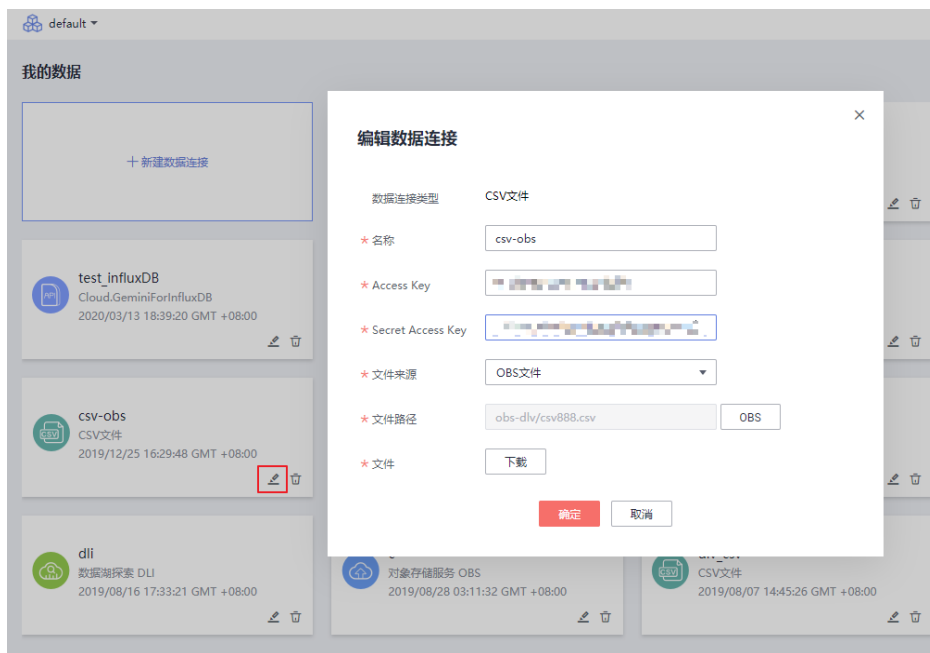 default
我的数据
+ 新建数据连接
编辑数据连接
数据连接类型 CSV文件
* 名称 csv-obs
* Access Key
* Secret Access Key
* 文件来源 OBS文件
* 文件路径 obs-dlv/csv888.csv OBS
* 文件 下载
确定 取消
API
test_influxDB
Cloud.GeminiForInfluxDB
2020/03/13 18:39:20 GMT +08:00
CSV
csv-obs
CSV文件
2019/12/25 16:29:48 GMT +08:00
dli
数据湖探索 DLI
2019/08/16 17:33:21 GMT +08:00
对象存储服务 OBS
2019/08/28 03:11:32 GMT +08:00
CSV
CSV文件
2019/08/07 14:45:26 GMT +08:00